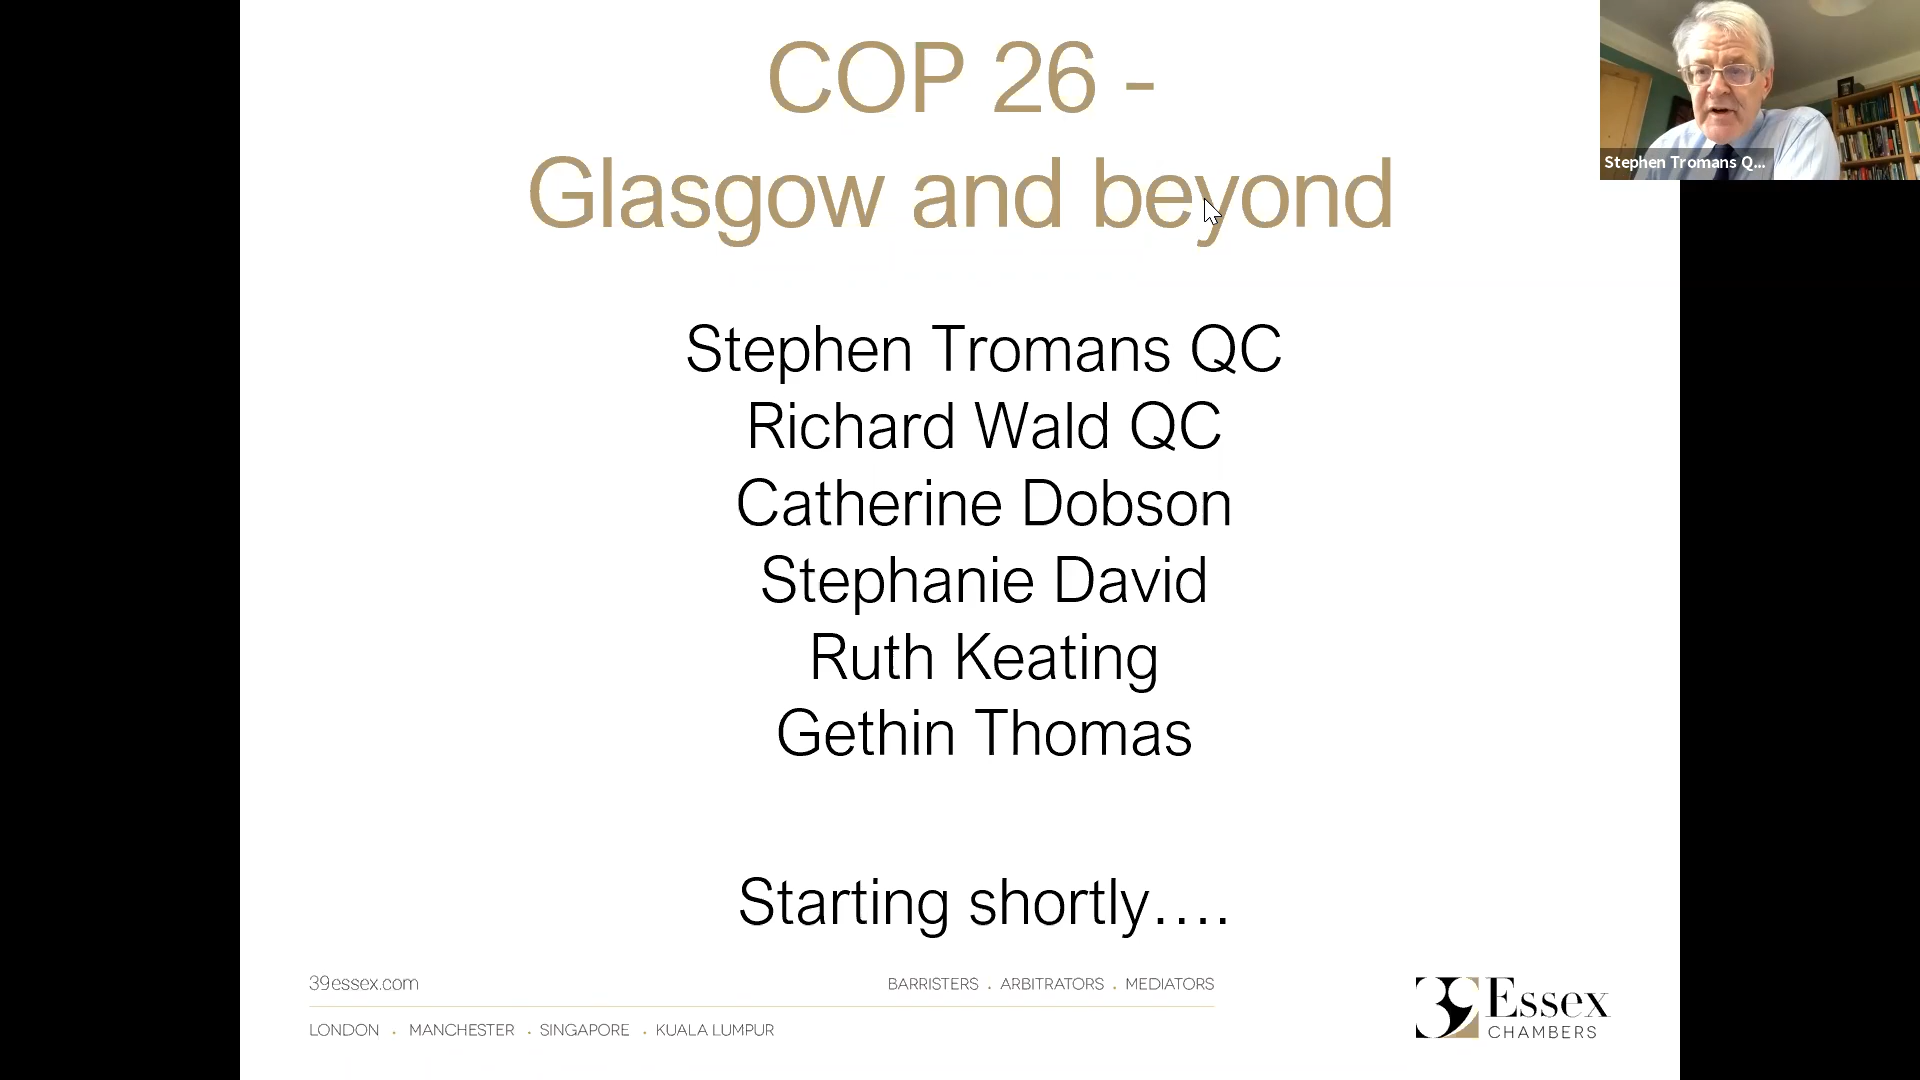 COP 26 -
Glasgow and beyond
Stephen Tromans Q...
Stephen Tromans QC
Richard Wald QC
Catherine Dobson
Stephanie David
Ruth Keating
Gethin Thomas
Starting shortly....
39essex.com
BARRISTERS . ARBITRATORS . MEDIATORS
LONDON . MANCHESTER . SINGAPORE . KUALA LUMPUR
39 Essex
CHAMBERS